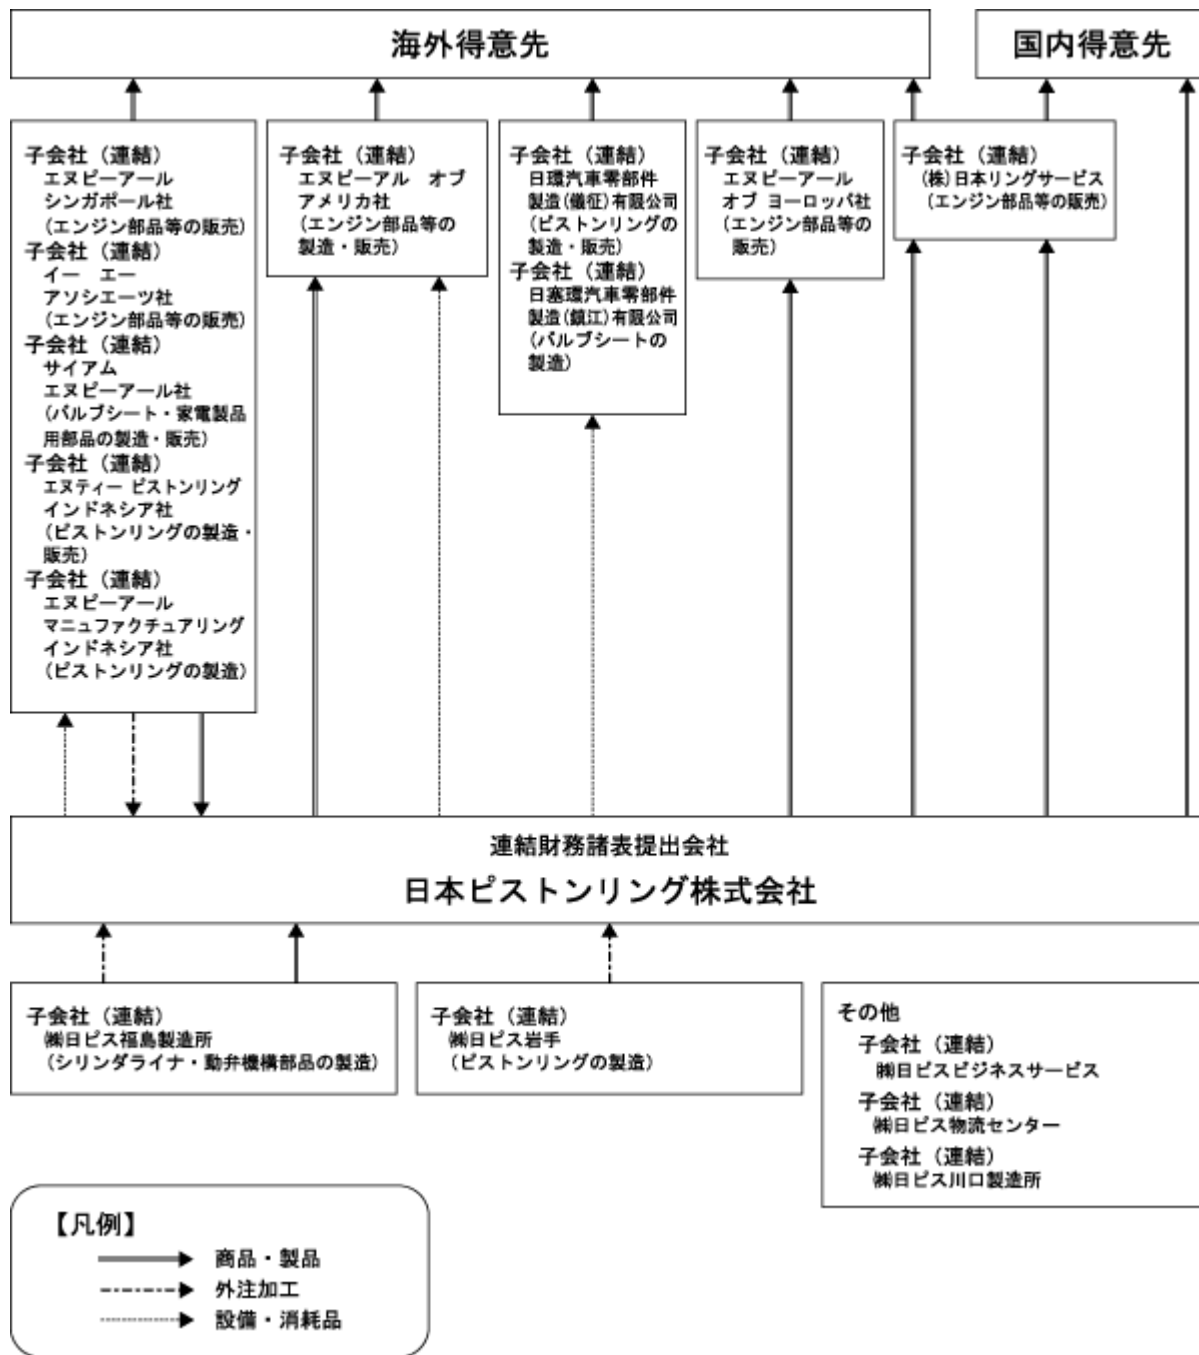 海外得意先
国内得意先
子会社（連結）
エヌピーアール
シンガポール社
(エンジン部品等の販売)
子会社（連結）
イー　エー
アソシエーツ社
(エンジン部品等の販売)
子会社（連結）
サイアム
エヌピーアール社
(バルブシート・家電製品
用部品の製造・販売)
子会社（連結）
エヌティー ピストンリング
インドネシア社
(ピストンリングの製造・
販売)
子会社（連結）
エヌピーアール
マニュファクチュアリング
インドネシア社
(ピストンリングの製造)
子会社（連結）
エヌピーアル　オブ
アメリカ社
(エンジン部品等の
製造・販売)
子会社（連結）
日環汽車零部件
製造(儀征)有限公司
(ピストンリングの
製造・販売)
子会社（連結）
日塞環汽車零部件
製造(鎮江)有限公司
(バルブシートの
製造)
子会社（連結）
エヌピーアール
オブ ヨーロッパ社
(エンジン部品等の
販売)
子会社（連結）
(株)日本リングサービス
(エンジン部品等の販売)
連結財務諸表提出会社
日本ピストンリング株式会社
子会社（連結）
㈱日ピス福島製造所
(シリンダライナ・動弁機構部品の製造)
子会社（連結）
㈱日ピス岩手
(ピストンリングの製造)
その他
子会社（連結）
㈱日ピスビジネスサービス
子会社（連結）
㈱日ピス物流センター
子会社（連結）
㈱日ピス川口製造所
【凡例】
商品・製品
外注加工
設備・消耗品